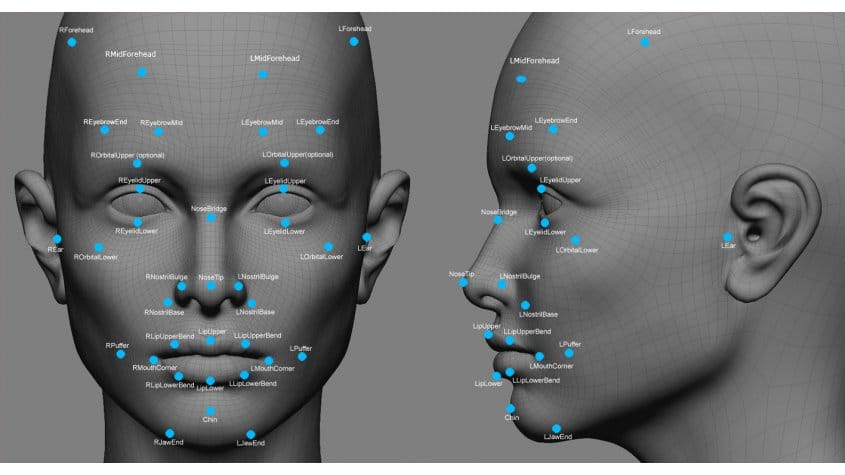 RForehead
LForehead
RMidForehead
LMidForehead
REyebrowEnd
REyebrowMid
LEyebrowMid
LEyebrowEnd
ROrbitalUpper (optional)
LOrbitalUpper(optional)
REyelidUpper
LEyelidUpper
NoseBridge
REyelidLower
LEyelidLower
REar
LEar
ROrbitalLower
LOrbitalLower
RNostrilBulge
NoseTip
LNostrilBulge
RNostrilBase
LNostrilBase
RPuffer
RLipUpperBend
LipUpper
LLipUpperBend
LPuffer
RMouthCorner
LMouthCorner
RLipLowerBend
LipLower
LLipLowerBend
Chin
RJawEnd
LJawEnd
LForehead
LMidForehead
LEyebrowMid
LEyebrowEnd
LOrbitalUpper(optional)
LEyelidUpper
NoseBridge
LEyelidLower
LOrbitalLower
LEar
NoseTip
LNostrilBulge
LNostrilBase
LipUpper
LLipUpperBend
LPuffer
LMouthCorner
LipLower
LLipLowerBend
Chin
LJawEnd